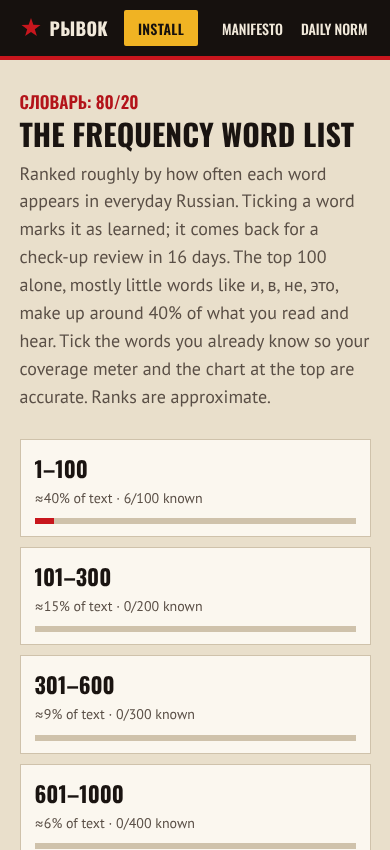 ★ РЫВОК INSTALL MANIFESTO DAILY NORM
СЛОВАРЬ: 80/20
THE FREQUENCY WORD LIST
Ranked roughly by how often each word
appears in everyday Russian. Ticking a word
marks it as learned; it comes back for a
check-up review in 16 days. The top 100
alone, mostly little words like и, в, не, это,
make up around 40% of what you read and
hear. Tick the words you already know so your
coverage meter and the chart at the top are
accurate. Ranks are approximate.
1–100
≈40% of text · 6/100 known
101–300
≈15% of text · 0/200 known
301–600
≈9% of text · 0/300 known
601–1000
≈6% of text · 0/400 known